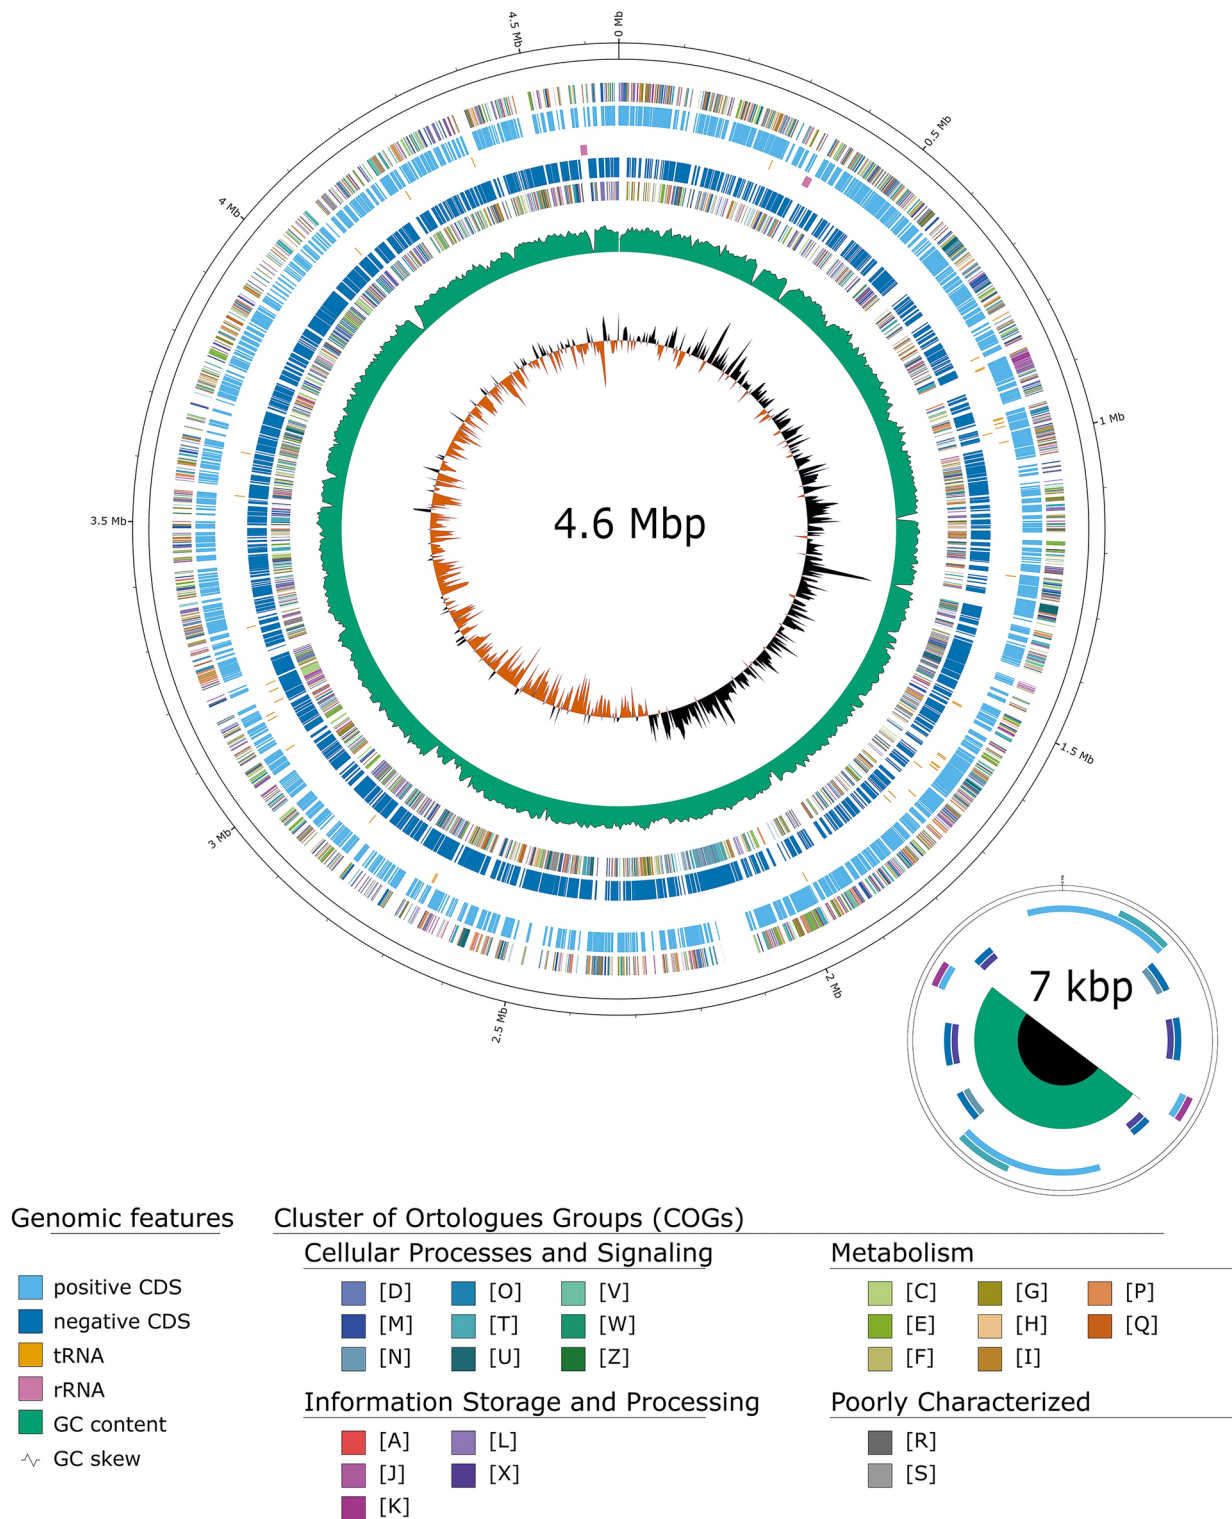 0 Mb
4.5 Mb
0.5 Mb
4 Mb
1 Mb
3.5 Mb
4.6 Mbp
1.5 Mb
3 Mb
2 Mb
2.5 Mb
7 kbp
Genomic features
positive CDS
negative CDS
tRNA
rRNA
GC content
GC skew
Cluster of Ortologues Groups (COGs)
Cellular Processes and Signaling
[D] [O] [V]
[M] [T] [W]
[N] [U] [Z]
Metabolism
[C] [G] [P]
[E] [H] [Q]
[F] [I]
Information Storage and Processing
[A] [L]
[J] [X]
[K]
Poorly Characterized
[R]
[S]